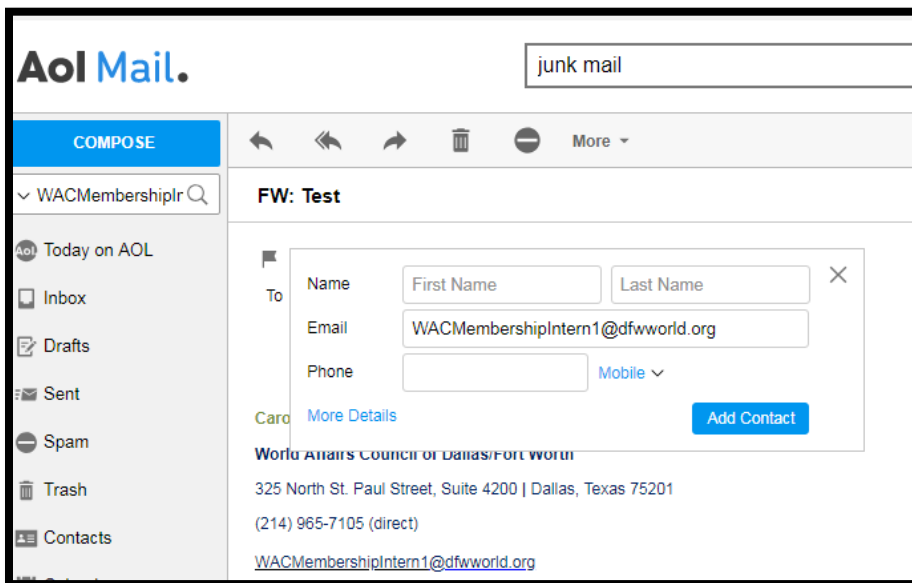 Aol Mail.
junk mail
COMPOSE
More
WACMembershipIr
FW: Test
Aol. Today on AOL
Inbox
Drafts
Sent
Spam
Trash
Contacts
To
Name First Name Last Name
Email WACMembershipIntern1@dfwworld.org
Phone Mobile
More Details Add Contact
Caro
World Affairs Council of Dallas/Fort Worth
325 North St. Paul Street, Suite 4200 | Dallas, Texas 75201
(214) 965-7105 (direct)
WACMembershipIntern1@dfwworld.org